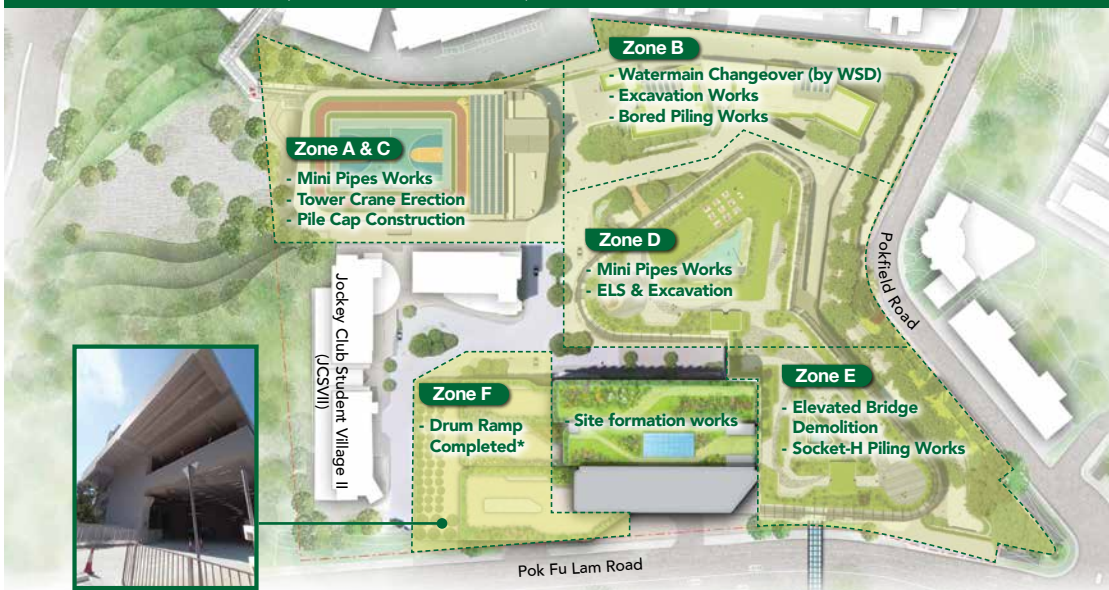 Zone B
- Watermain Changeover (by WSD)
- Excavation Works
- Bored Piling Works
Zone A & C
- Mini Pipes Works
- Tower Crane Erection
- Pile Cap Construction
Zone D
- Mini Pipes Works
- ELS & Excavation
Pokfield Road
Jockey Club Student Village II
(JCSVII)
Zone E
- Elevated Bridge
Demolition
- Socket-H Piling Works
Zone F
- Drum Ramp
Completed*
Site formation works
Pok Fu Lam Road